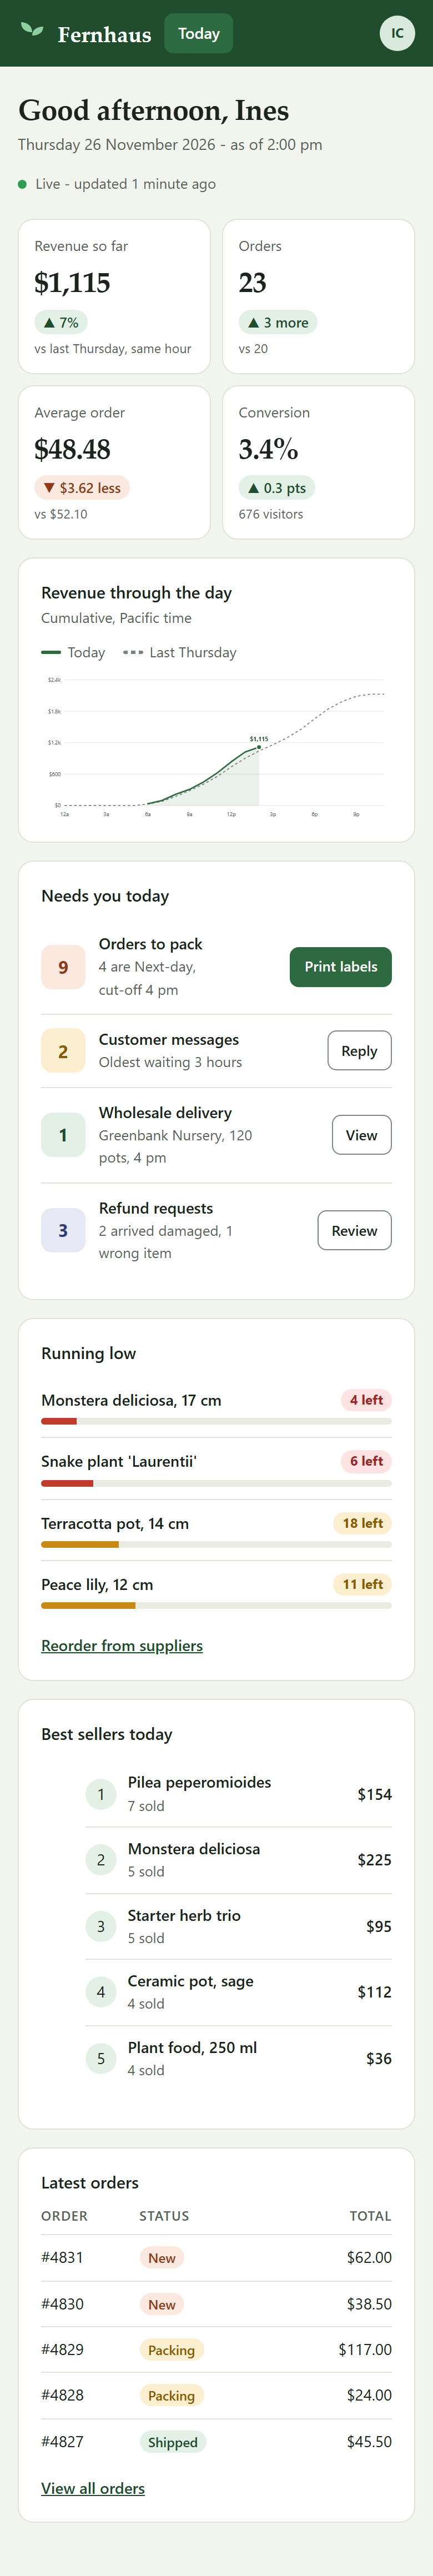 Fernhaus
Today
IC
Good afternoon, Ines
Thursday 26 November 2026 - as of 2:00 pm
Live - updated 1 minute ago
Revenue so far
$1,115
▲ 7%
vs last Thursday, same hour
Orders
23
▲ 3 more
vs 20
Average order
$48.48
▼ $3.62 less
vs $52.10
Conversion
3.4%
▲ 0.3 pts
676 visitors
Revenue through the day
Cumulative, Pacific time
Today
Last Thursday
$2.4k
$1.8k
$1.2k
$600
$0
$1,115
12a 3a 6a 9a 12p 3p 6p 9p
Needs you today
9
Orders to pack
4 are Next-day,
cut-off 4 pm
Print labels
2
Customer messages
Oldest waiting 3 hours
Reply
1
Wholesale delivery
Greenbank Nursery, 120
pots, 4 pm
View
3
Refund requests
2 arrived damaged, 1
wrong item
Review
Running low
Monstera deliciosa, 17 cm
4 left
Snake plant 'Laurentii'
6 left
Terracotta pot, 14 cm
18 left
Peace lily, 12 cm
11 left
Reorder from suppliers
Best sellers today
1
Pilea peperomioides
7 sold
$154
2
Monstera deliciosa
5 sold
$225
3
Starter herb trio
5 sold
$95
4
Ceramic pot, sage
4 sold
$112
5
Plant food, 250 ml
4 sold
$36
Latest orders
ORDER STATUS TOTAL
#4831 New $62.00
#4830 New $38.50
#4829 Packing $117.00
#4828 Packing $24.00
#4827 Shipped $45.50
View all orders